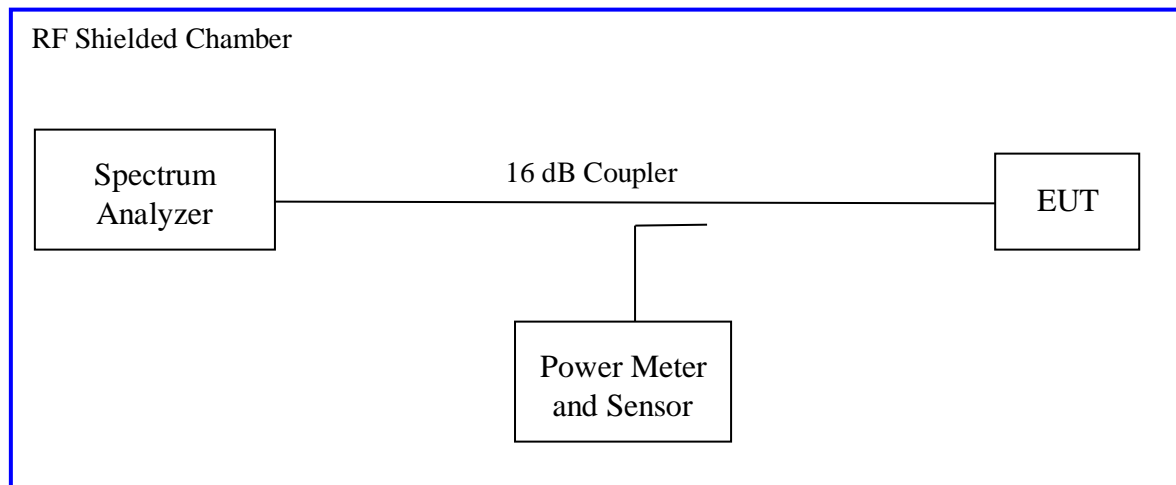 RF Shielded Chamber
16 dB Coupler
Spectrum
Analyzer
EUT
Power Meter
and Sensor